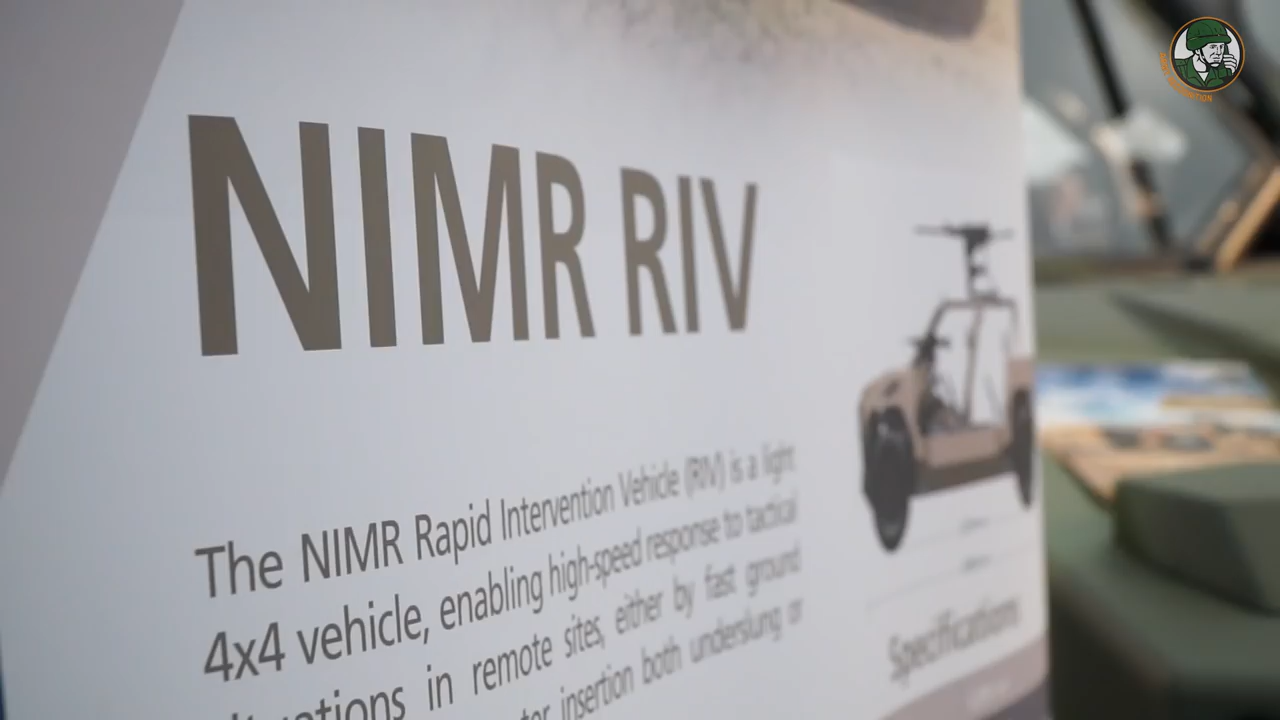 NIMR RIV
The NIMR Rapid Intervention Vehicle (RIV) is a light
4x4 vehicle, enabling high-speed response to tactical
in remote sites, either by fast ground
insertion both underslung or
Specifications